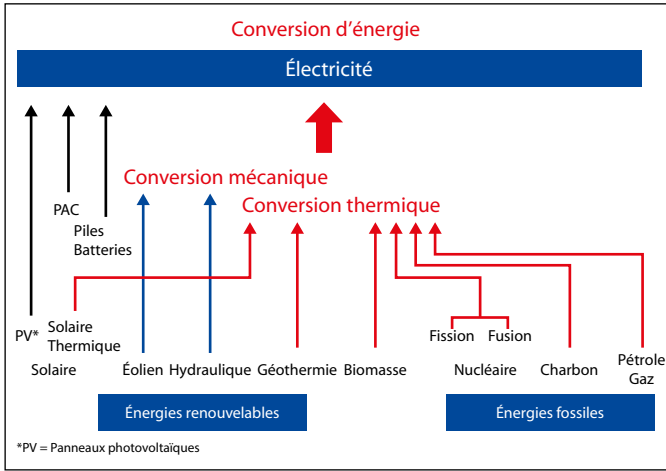 Conversion d’énergie
Électricité
Conversion mécanique
Conversion thermique
PAC
Piles
Batteries
PV*
Solaire
Thermique
Solaire
Éolien
Hydraulique
Géothermie
Biomasse
Fission
Fusion
Nucléaire
Charbon
Pétrole
Gaz
Énergies renouvelables
Énergies fossiles
*PV = Panneaux photovoltaïques